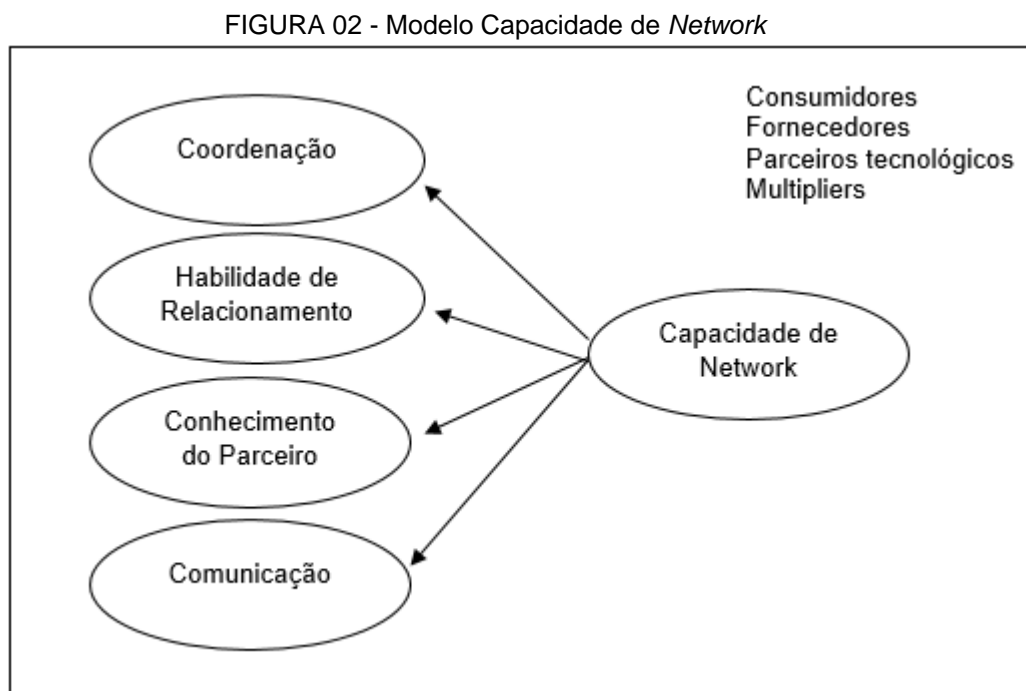 FIGURA 02 - Modelo Capacidade de Network
Consumidores
Fornecedores
Parceiros tecnológicos
Multipliers
Coordenação
Habilidade de
Relacionamento
Capacidade de
Network
Conhecimento
do Parceiro
Comunicação